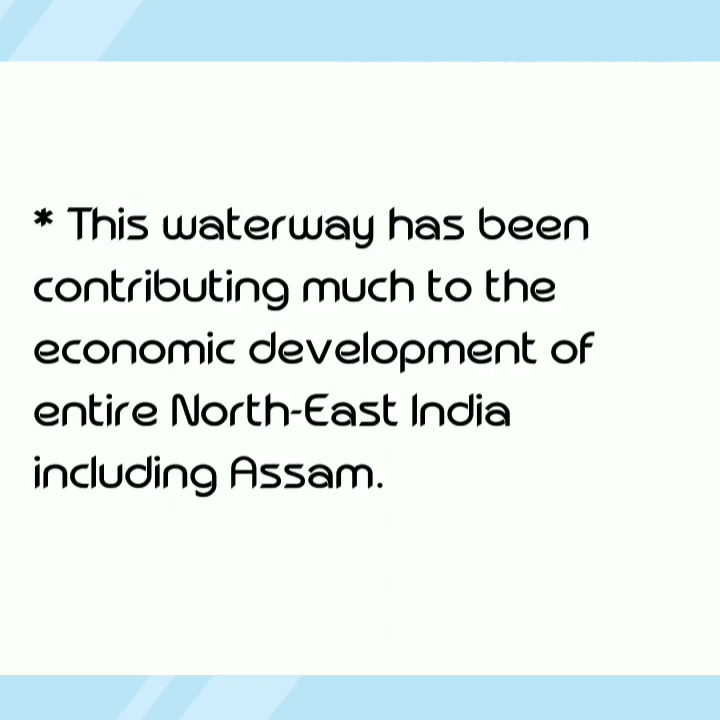 * This waterway has been
contributing much to the
economic development of
entire North-East India
including Assam.